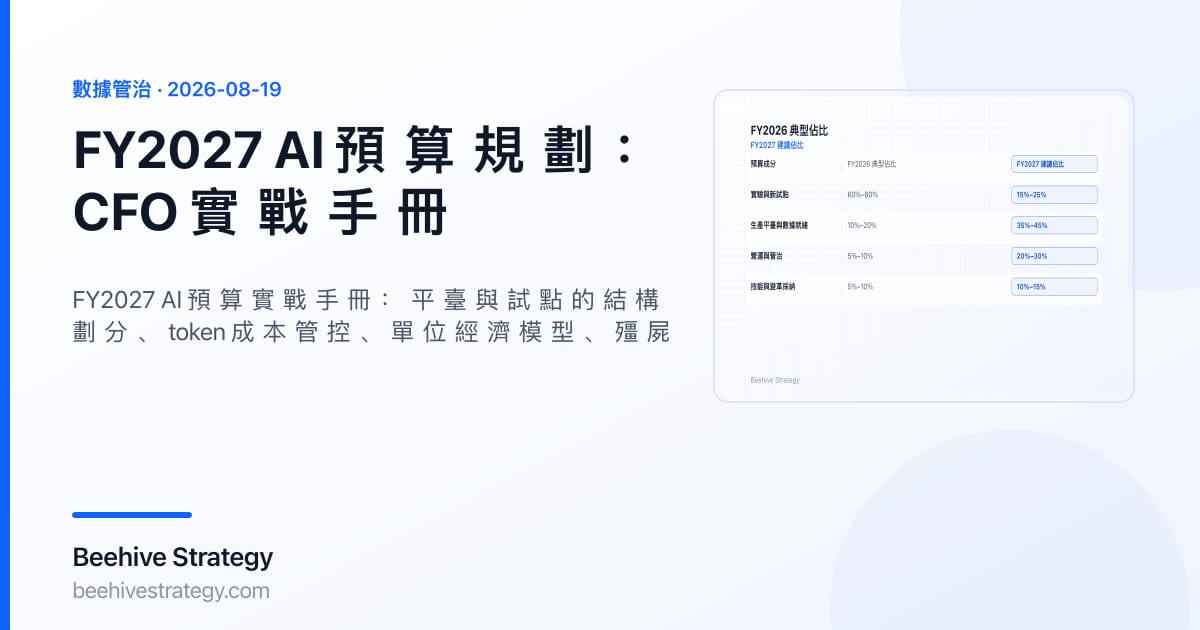 數據管治 · 2026-08-19
FY2027 AI 預算規劃：
CFO 實戰手冊
FY2027 AI 預算實戰手冊：平臺與試點的結構
劃分、token 成本管控、單位經濟模型、殭屍
Beehive Strategy
beehivestrategy.com
FY2026 典型佔比
FY2027 建議佔比
預算成分 FY2026 典型佔比 FY2027 建議佔比
實驗與新試點 60%–80% 15%–25%
生產平臺與數據就緒 10%–20% 35%–45%
營運與管治 5%–10% 20%–30%
技能與變革採納 5%–10% 10%–15%
Beehive Strategy